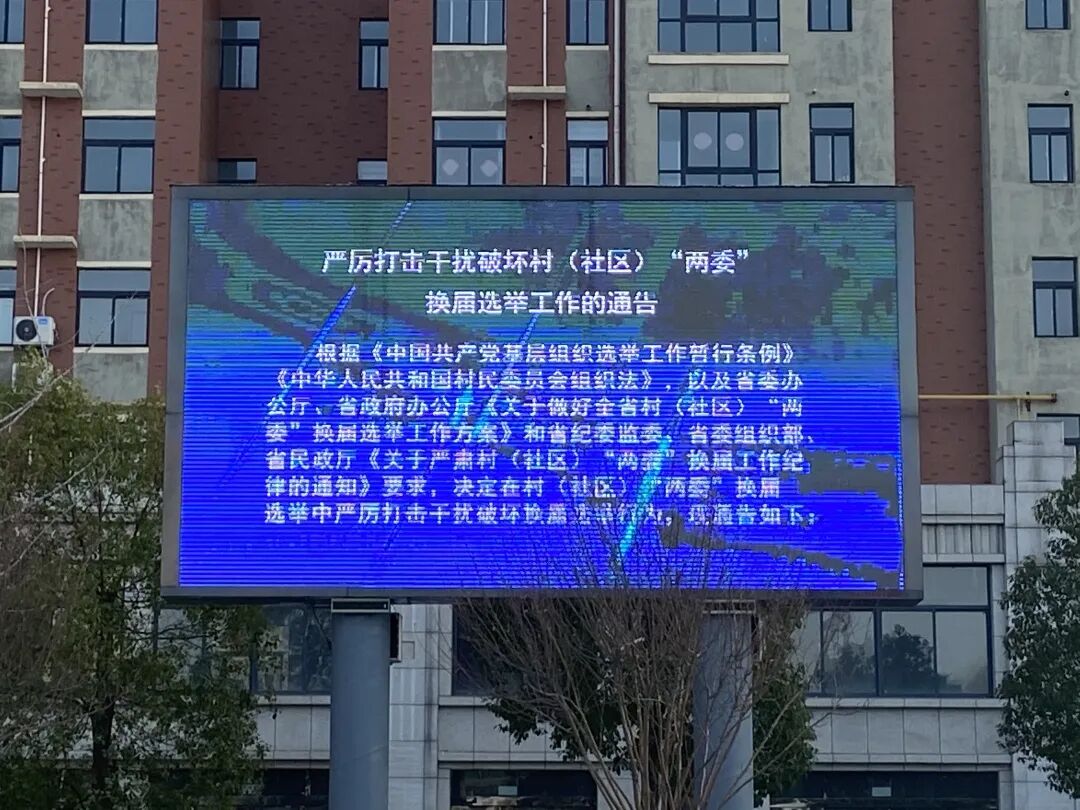 严厉打击干扰破坏村（社区）“两委”
换届选举工作的通告
根据《中国共产党基层组织选举工作暂行条例》
《中华人民共和国村民委员会组织法》，以及省委办
公厅、省政府办公厅《关于做好全省村（社区）“两
委”换届选举工作方案》和省纪委监委、省委组织部、
省民政厅《关于严肃村（社区）“两委”换届工作纪
律的通知》要求，决定在村（社区）“两委”换届
选举中严厉打击干扰破坏换届选举行为，现通告如下：